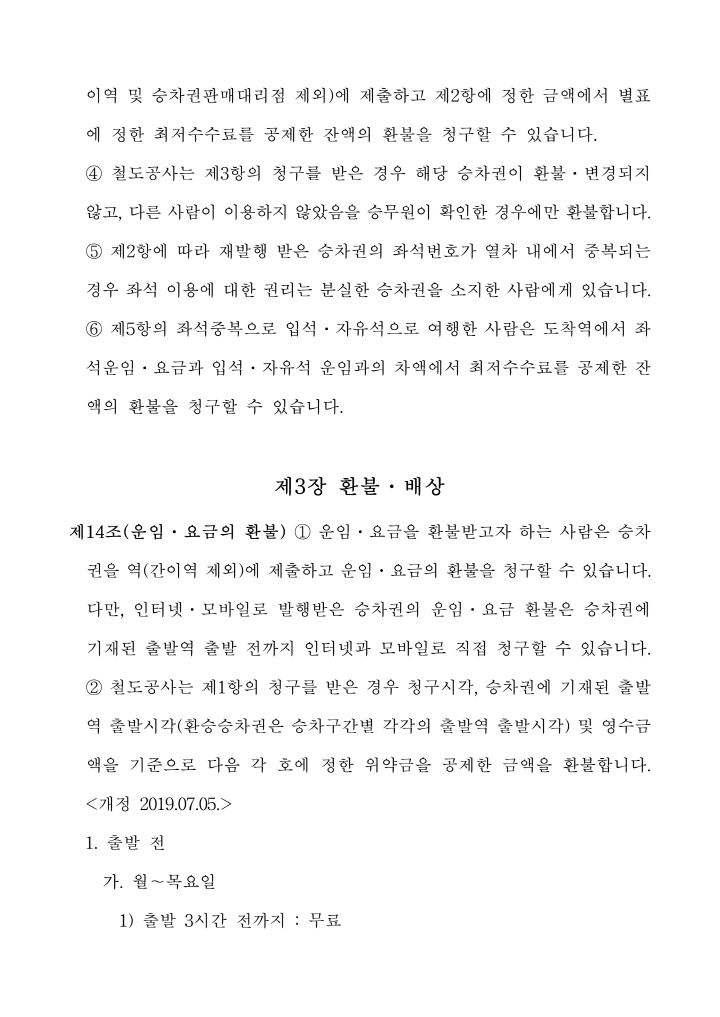 이역 및 승차권판매대리점 제외)에 제출하고 제2항에 정한 금액에서 별표
에 정한 최저수수료를 공제한 잔액의 환불을 청구할 수 있습니다.
④ 철도공사는 제3항의 청구를 받은 경우 해당 승차권이 환불・변경되지
않고, 다른 사람이 이용하지 않았음을 승무원이 확인한 경우에만 환불합니다.
⑤ 제2항에 따라 재발행 받은 승차권의 좌석번호가 열차 내에서 중복되는
경우 좌석 이용에 대한 권리는 분실한 승차권을 소지한 사람에게 있습니다.
⑥ 제5항의 좌석중복으로 입석・자유석으로 여행한 사람은 도착역에서 좌
석운임・요금과 입석・자유석 운임과의 차액에서 최저수수료를 공제한 잔
액의 환불을 청구할 수 있습니다.
제3장 환불・배상
제14조(운임・요금의 환불) ① 운임・요금을 환불받고자 하는 사람은 승차
권을 역(간이역 제외)에 제출하고 운임・요금의 환불을 청구할 수 있습니다.
다만, 인터넷・모바일로 발행받은 승차권의 운임・요금 환불은 승차권에
기재된 출발역 출발 전까지 인터넷과 모바일로 직접 청구할 수 있습니다.
② 철도공사는 제1항의 청구를 받은 경우 청구시각, 승차권에 기재된 출발
역 출발시각(환승승차권은 승차구간별 각각의 출발역 출발시각) 및 영수금
액을 기준으로 다음 각 호에 정한 위약금을 공제한 금액을 환불합니다.
<개정 2019.07.05.>
1. 출발 전
가. 월～목요일
1) 출발 3시간 전까지 : 무료